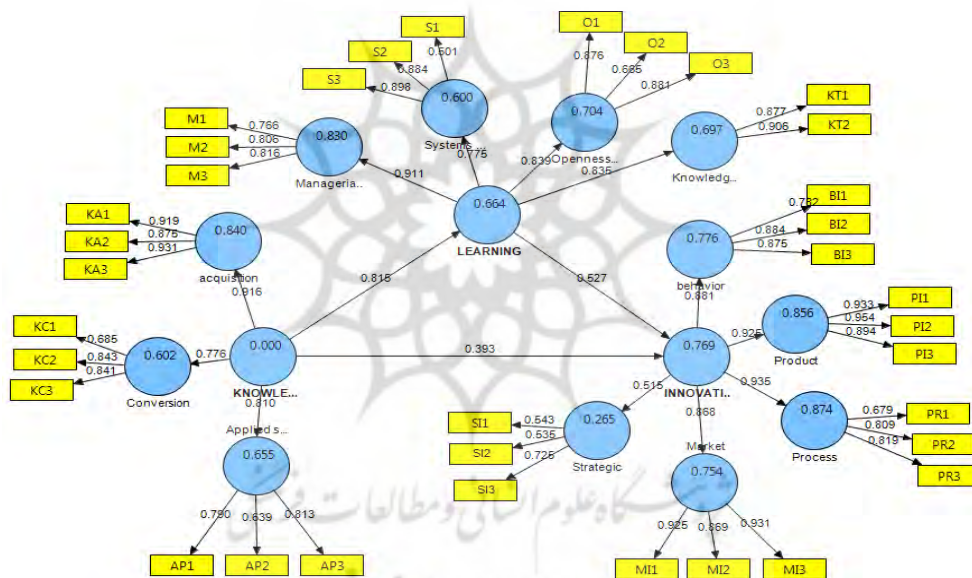 S1
0.601
S2
0.884
S3
0.898
0.600
Systems ...
0.775
O1
0.876
O2
O3
0.881
0.704
Openness...
0.839
KT1
0.877
KT2
0.906
0.697
Knowledg...
0.835
M1
0.766
M2
0.806
M3
0.816
0.830
Manageria..
0.911
0.664
LEARNING
KA1
0.919
KA2
0.875
KA3
0.931
0.840
acquisition
0.916
0.815
0.527
BI1
0.732
BI2
0.884
BI3
0.875
0.776
behavior
0.881
KC1
0.685
KC2
0.843
KC3
0.841
0.602
Conversion
0.776
0.000
KNOWLE...
0.393
0.769
INNOVATI..
0.856
Product
0.925
PI1
0.933
PI2
0.954
PI3
0.894
0.810
Applied s...
0.655
0.790
0.639
0.813
AP1
AP2
AP3
SI1
0.543
SI2
0.535
SI3
0.725
0.265
Strategic
0.515
0.868
Market
0.754
0.925
0.869
0.931
MI1
MI2
MI3
0.935
0.874
Process
PR1
0.679
PR2
0.809
PR3
0.819
پژوهشگاه علوم انسانی و مطالعات فرهنگی